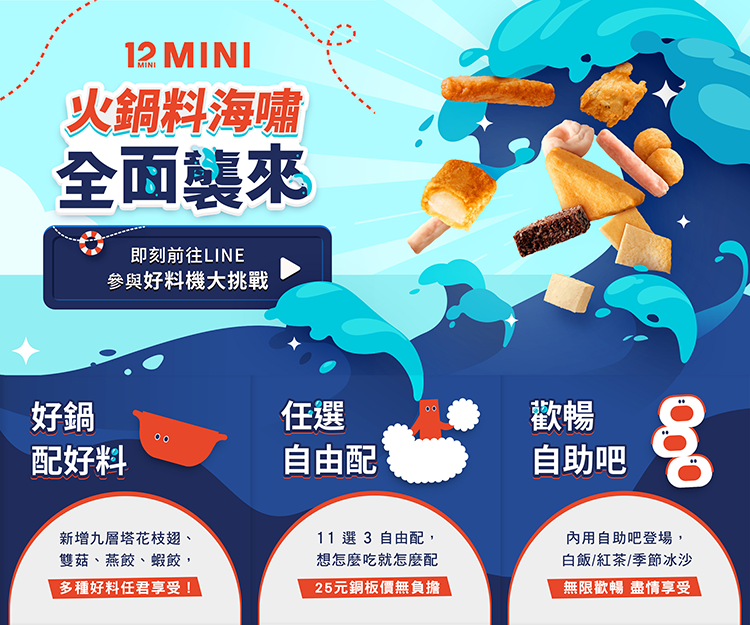 12 MINI MINI
火鍋料海嘯
全面襲來
即刻前往LINE
參與好料機大挑戰
好鍋
配好料
新增九層塔花枝翅、
雙菇、燕餃、蝦餃，
多種好料任君享受！
任選
自由配
11 選 3 自由配，
想怎麼吃就怎麼配
25元銅板價無負擔
歡暢
自助吧
內用自助吧登場，
白飯/紅茶/季節冰沙
無限歡暢 盡情享受